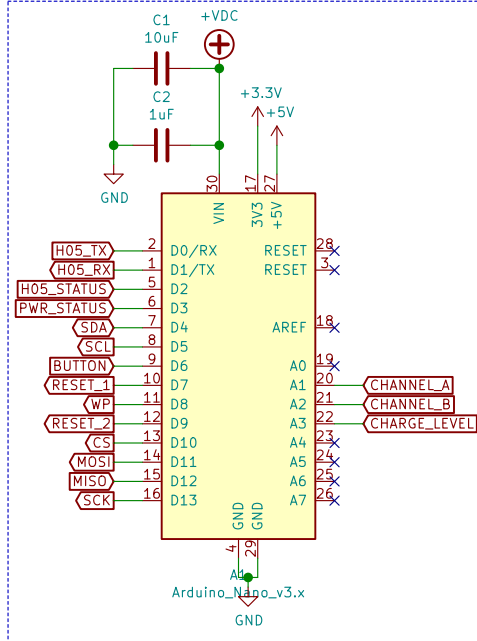 C1
10uF
+VDC
C2
1uF
+3.3V
+5V
GND
30
17
27
VIN
3V3
+5V
H05_TX 2 D0/RX RESET 28
H05_RX 1 D1/TX RESET 3
H05_STATUS 5 D2
PWR_STATUS 6 D3
SDA 7 D4 AREF 18
SCL 8 D5
BUTTON 9 D6 A0 19
RESET_1 10 D7 A1 20 CHANNEL_A
WP 11 D8 A2 21 CHANNEL_B
RESET_2 12 D9 A3 22 CHARGE_LEVEL
CS 13 D10 A4 23
MOSI 14 D11 A5 24
MISO 15 D12 A6 25
SCK 16 D13 A7 26
GND
GND
4
29
A1
Arduino_Nano_v3.x
GND